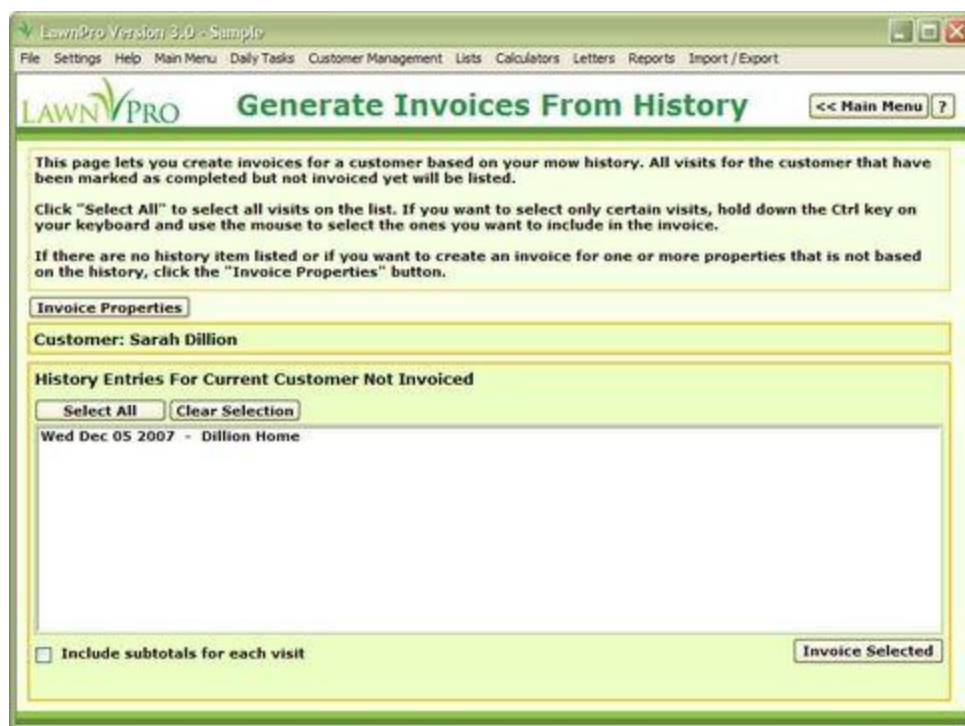 LawnPro Version 3.0 - Sample
File Settings Help Main Menu Daily Tasks Customer Management Lists Calculators Letters Reports Import / Export
LAWNPRO Generate Invoices From History << Main Menu ?
This page lets you create invoices for a customer based on your mow history. All visits for the customer that have
been marked as completed but not invoiced yet will be listed.
Click "Select All" to select all visits on the list. If you want to select only certain visits, hold down the Ctrl key on
your keyboard and use the mouse to select the ones you want to include in the invoice.
If there are no history item listed or if you want to create an invoice for one or more properties that is not based
on the history, click the "Invoice Properties" button.
Invoice Properties
Customer: Sarah Dillion
History Entries For Current Customer Not Invoiced
Select All Clear Selection
Wed Dec 05 2007 - Dillion Home
Include subtotals for each visit Invoice Selected